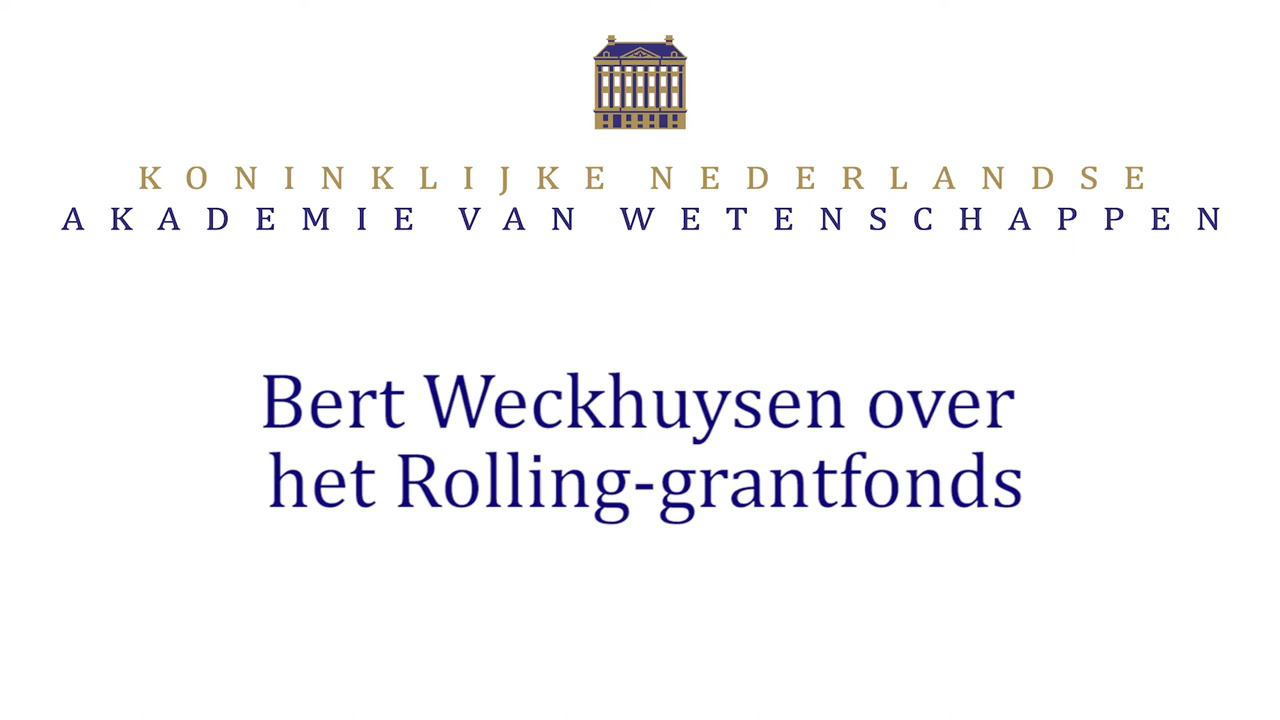 KONINKLIJKE NEDERLANDSE
AKADEMIE VAN WETENSCHAPPEN
Bert Weckhuysen over
het Rolling-grantfonds